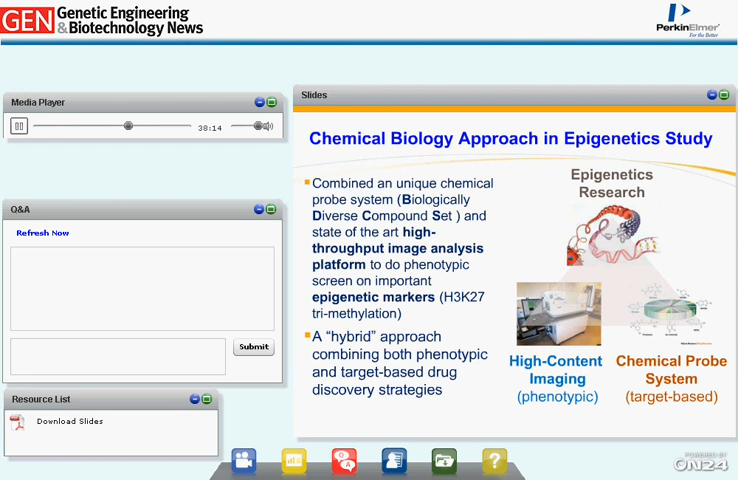 GEN Genetic Engineering
& Biotechnology News
PerkinElmer
For the Better
Media Player
38:14
Q&A
Refresh Now
Submit
Resource List
Download Slides
Slides
Chemical Biology Approach in Epigenetics Study
Combined an unique chemical
probe system (Biologically
Diverse Compound Set ) and
state of the art high-
throughput image analysis
platform to do phenotypic
screen on important
epigenetic markers (H3K27
tri-methylation)
A “hybrid” approach
combining both phenotypic
and target-based drug
discovery strategies
Epigenetics
Research
High-Content
Imaging
(phenotypic)
Chemical Probe
System
(target-based)
Q
A
?
POWERED BY
ON24